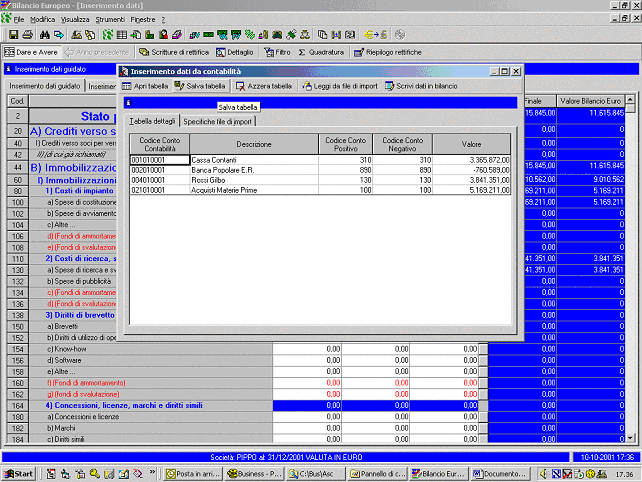 Bilancio Europeo - [Inserimento dati]
File Modifica Visualizza Strumenti Finestre ?
Dare e Avere Anno precedente Scritture di rettifica Dettaglio Filtro Σ Quadratura Riepilogo rettifiche
Inserimento dati guidato
Inserimento dati guidato
Inserimento dati da contabilità
Apri tabella Salva tabella Azzera tabella Leggi da file di import Scrivi dati in bilancio
Salva tabella
Tabella dettagli Specifiche file di import
Codice Conto Contabilità Descrizione Codice Conto Positivo Codice Conto Negativo Valore
001010001 Cassa Contanti 310 310 3.365.872,00
002010001 Banca Popolare E.R. 890 890 -760.589,00
004010001 Rossi Gilbo 130 130 3.841.351,00
021010001 Acquisti Materie Prime 100 100 5.169.211,00
Cod. Finale Valore Bilancio Euro
2 Stato 11.615.845
20 A) Crediti verso s 0,00 0,00
40 I) Crediti verso soci per vers 0,00 0,00
42 II) (di cui già richiamati) 0,00 0,00
44 B) Immobilizzazi
60 I) Immobilizzazioni 9.010.562
80 1) Costi di impianto 5.169.211
100 a) Spese di costituzione 5.169.211
102 b) Spese di avviamento 0,00 0,00
104 c) Altre ... 0,00 0,00
106 d) (Fondi di ammortame 0,00 0,00
108 e) (Fondi di svalutazione 0,00 0,00
110 2) Costi di ricerca, s 3.841.351
130 a) Spese di ricerca e sv 3.841.351
132 b) Spese di pubblicità 0,00 0,00
134 c) (Fondi di ammortame 0,00 0,00
136 d) (Fondi di svalutazione 0,00 0,00
138 3) Diritti di brevetto 0,00 0,00
150 a) Brevetti 0,00 0,00
152 b) Diritti di utilizzo di ope 0,00 0,00
154 c) Know-how 0,00 0,00 0,00 0,00 0,00
156 d) Software 0,00 0,00 0,00 0,00 0,00
158 e) Altre ... 0,00 0,00 0,00 0,00 0,00
160 f) (Fondi di ammortamento) 0,00 0,00 0,00 0,00 0,00
162 g) (fondi di svalutazione) 0,00 0,00 0,00 0,00 0,00
164 4) Concessioni, licenze, marchi e diritti simili 0,00 0,00 0,00 0,00 0,00
180 a) Concessioni e licenze 0,00 0,00 0,00 0,00 0,00
182 b) Marchi 0,00 0,00 0,00 0,00 0,00
184 c) Diritti simili 0,00 0,00 0,00 0,00 0,00
Società: PIPPO al: 31/12/2001 VALUTA IN EURO 10-10-2001 17:36
Start Posta in arri... Business - P... C:\Bus\Asc Pannello di c... Bilancio Eur... Documento... 17.36